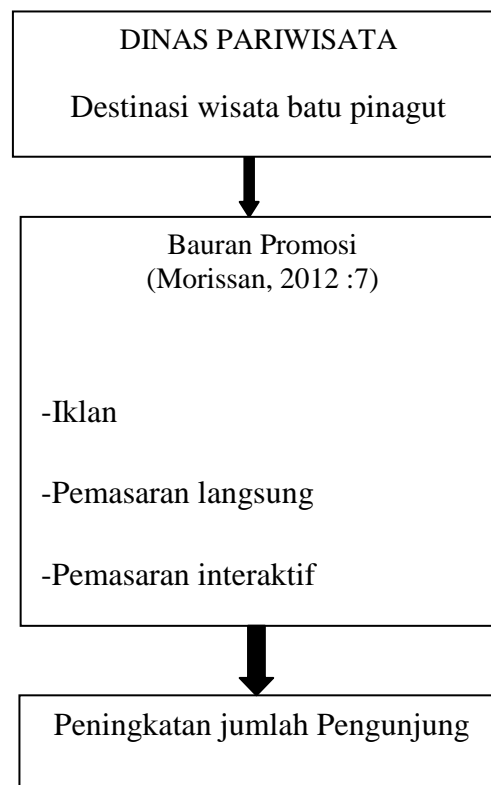 DINAS PARIWISATA
Destinasi wisata batu pinagut
Bauran Promosi
(Morissan, 2012 :7)
-Iklan
-Pemasaran langsung
-Pemasaran interaktif
Peningkatan jumlah Pengunjung